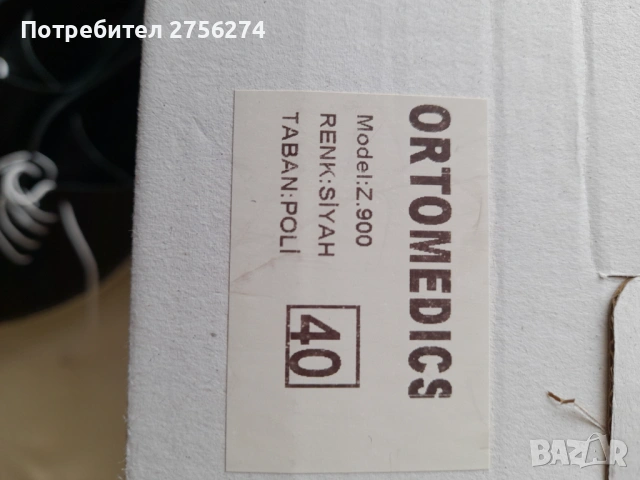 Потребител 2756274
ORTOMEDICS
Model:Z.900
RENK:SİYAH
TABAN:POLİ
40
BAZAR